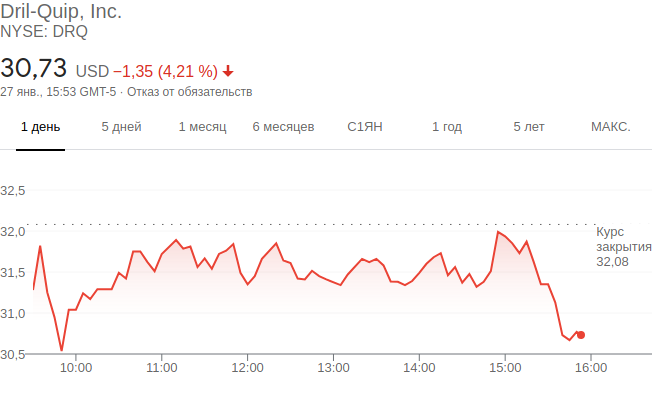 Dril-Quip, Inc.
NYSE: DRQ
30,73 USD −1,35 (4,21 %)
27 янв., 15:53 GMT-5 · Отказ от обязательств
1 день 5 дней 1 месяц 6 месяцев С1ЯН 1 год 5 лет МАКС.
32,5
32,0
Курс
закрытия
32,08
31,5
31,0
30,5
10:00 11:00 12:00 13:00 14:00 15:00 16:00